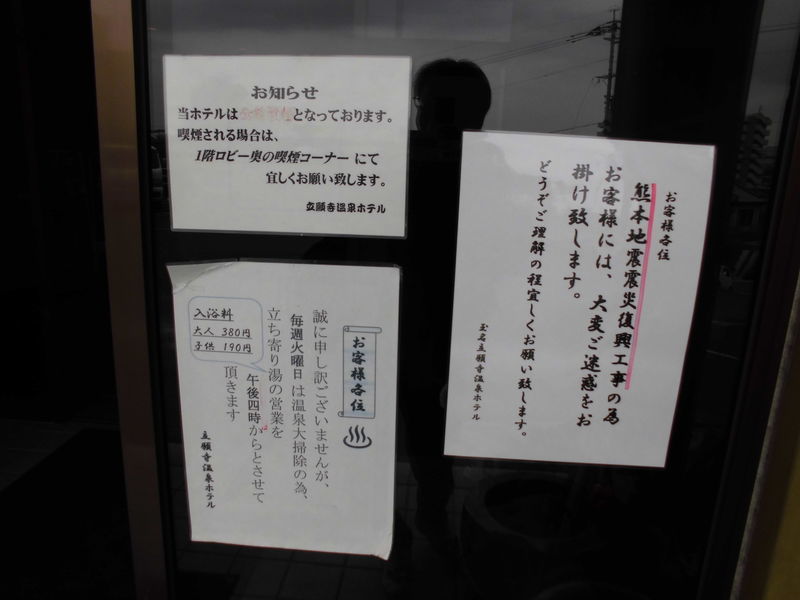 お知らせ
当ホテルは
となっております。
喫煙される場合は、
1階ロビー奥の喫煙コーナー にて
宜しくお願い致します。
立願寺温泉ホテル
お客様各位
熊本地震震災復興工事の為
お客様には、大変ご迷惑をお
掛け致します。
どうぞご理解の程宜しくお願い致します。
玉名立願寺温泉ホテル
お客様各位
誠に申し訳ございませんが、
毎週火曜日は温泉大掃除の為、
立ち寄り湯の営業を
午後四時からとさせて
頂きます
入浴料
大人 380円
子供 190円
立願寺温泉ホテル